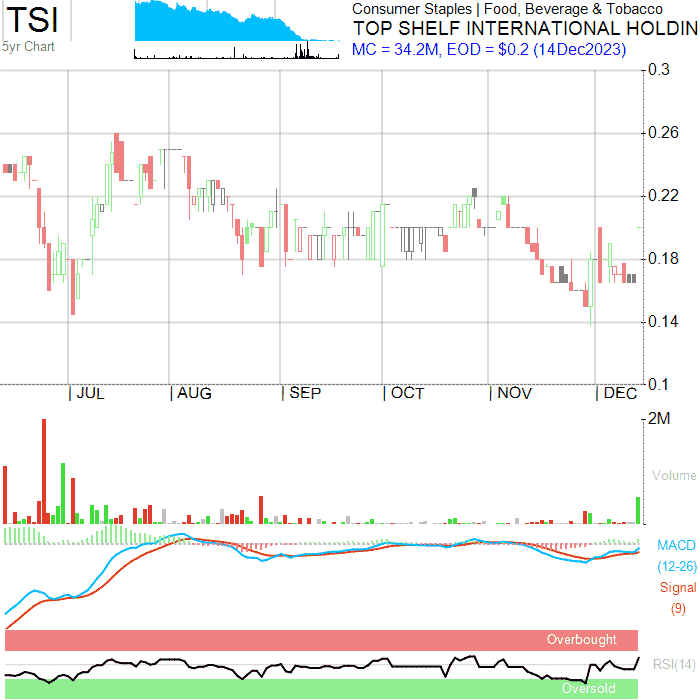 TSI
5yr Chart
Consumer Staples | Food, Beverage & Tobacco
TOP SHELF INTERNATIONAL HOLDIN
MC = 34.2M, EOD = $0.2 (14Dec2023)
0.3
0.26
0.22
0.18
0.14
0.1
JUL AUG SEP OCT NOV DEC
2M
Volume
MACD
(12-26)
Signal
(9)
Overbought
RSI(14)
Oversold